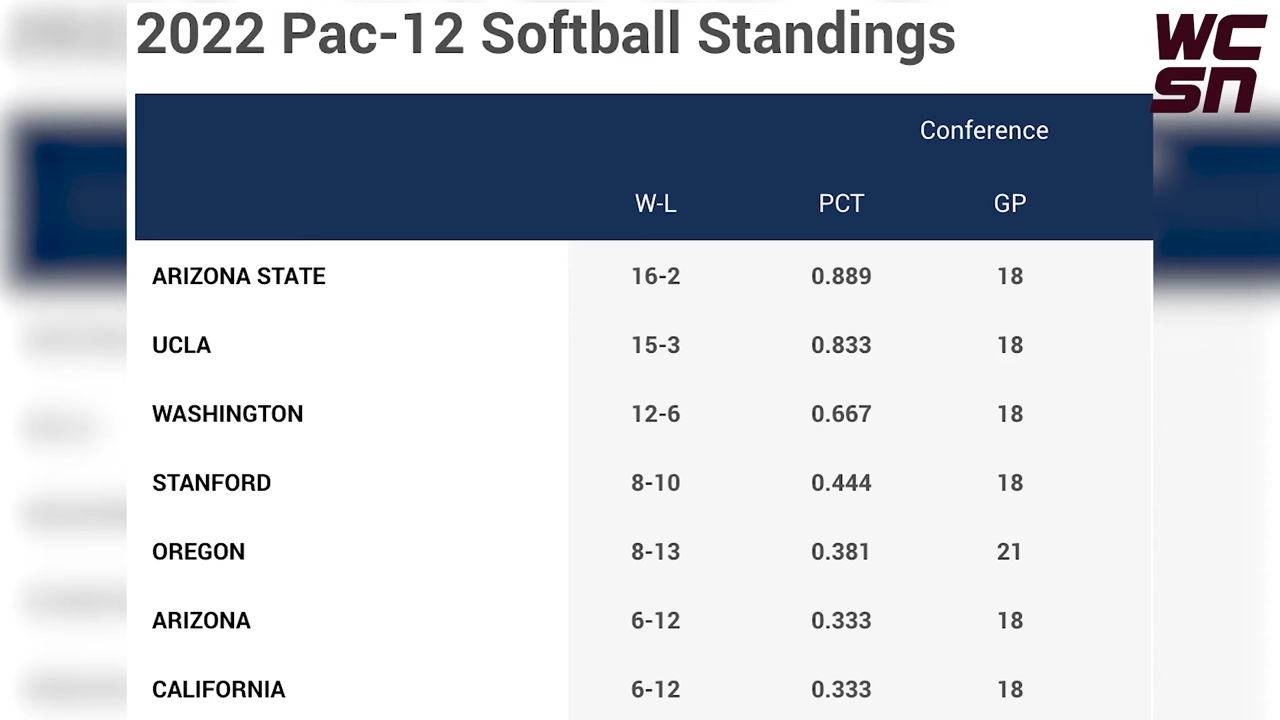 2022 Pac-12 Softball Standings
WC
SN
Conference
W-L PCT GP
ARIZONA STATE 16-2 0.889 18
UCLA 15-3 0.833 18
WASHINGTON 12-6 0.667 18
STANFORD 8-10 0.444 18
OREGON 8-13 0.381 21
ARIZONA 6-12 0.333 18
CALIFORNIA 6-12 0.333 18